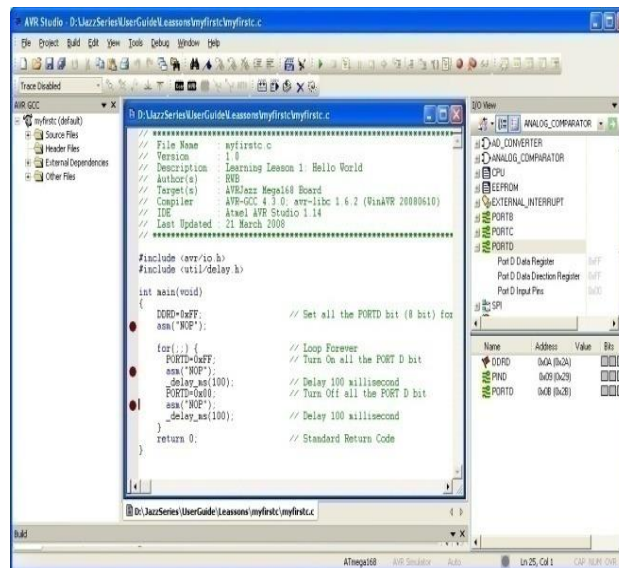 AVR Studio - D:\JazzSeries\UserGuide\Leassons\myfirstc\myfirstc.c
File Project Build Edit View Tools Debug Window Help
Trace Disabled
AVR GCC
myfirstc (default)
Source Files
Header Files
External Dependencies
Other Files
D:\JazzSeries\UserGuide\Leassons\myfirstc\myfirstc.c
// File Name : myfirstc.c
// Version : 1.0
// Description : Learning Leeson 1: Hello World
// Author(s) : RWB
// Target(s) : AVRJazz Mega168 Board
// Compiler : AVR-GCC 4.3.0; avr-libc 1.6.2 (WinAVR 20080610)
// IDE : Atmel AVR Studio 1.14
// Last Updated : 21 March 2008
#include <avr/io.h>
#include <util/delay.h>
int main(void)
{
DDRD=0xFF; // Set all the PORTD bit (8 bit) for
asm("NOP");
for(;;) { // Loop Forever
PORTD=0xFF; // Turn On all the PORT D bit
asm("NOP");
_delay_ms(100); // Delay 100 millisecond
PORTD=0x00; // Turn Off all the PORT D bit
asm("NOP");
_delay_ms(100); // Delay 100 millisecond
}
return 0; // Standard Return Code
}
D:\JazzSeries\UserGuide\Leassons\myfirstc\myfirstc.c
I/O View
ANALOG_COMPARATOR
AD_CONVERTER
ANALOG_COMPARATOR
CPU
EEPROM
EXTERNAL_INTERRUPT
PORTB
PORTC
PORTD
Port D Data Register 0xFF
Port D Data Direction Register 0xFF
Port D Input Pins 0x00
SPI
Name Address Value Bits
DDRD 0x0A (0x2A)
PIND 0x09 (0x29)
PORTD 0x0B (0x2B)
Build
ATmega168 AVR Simulator Auto Ln 25, Col 1 CAP NUM OVR